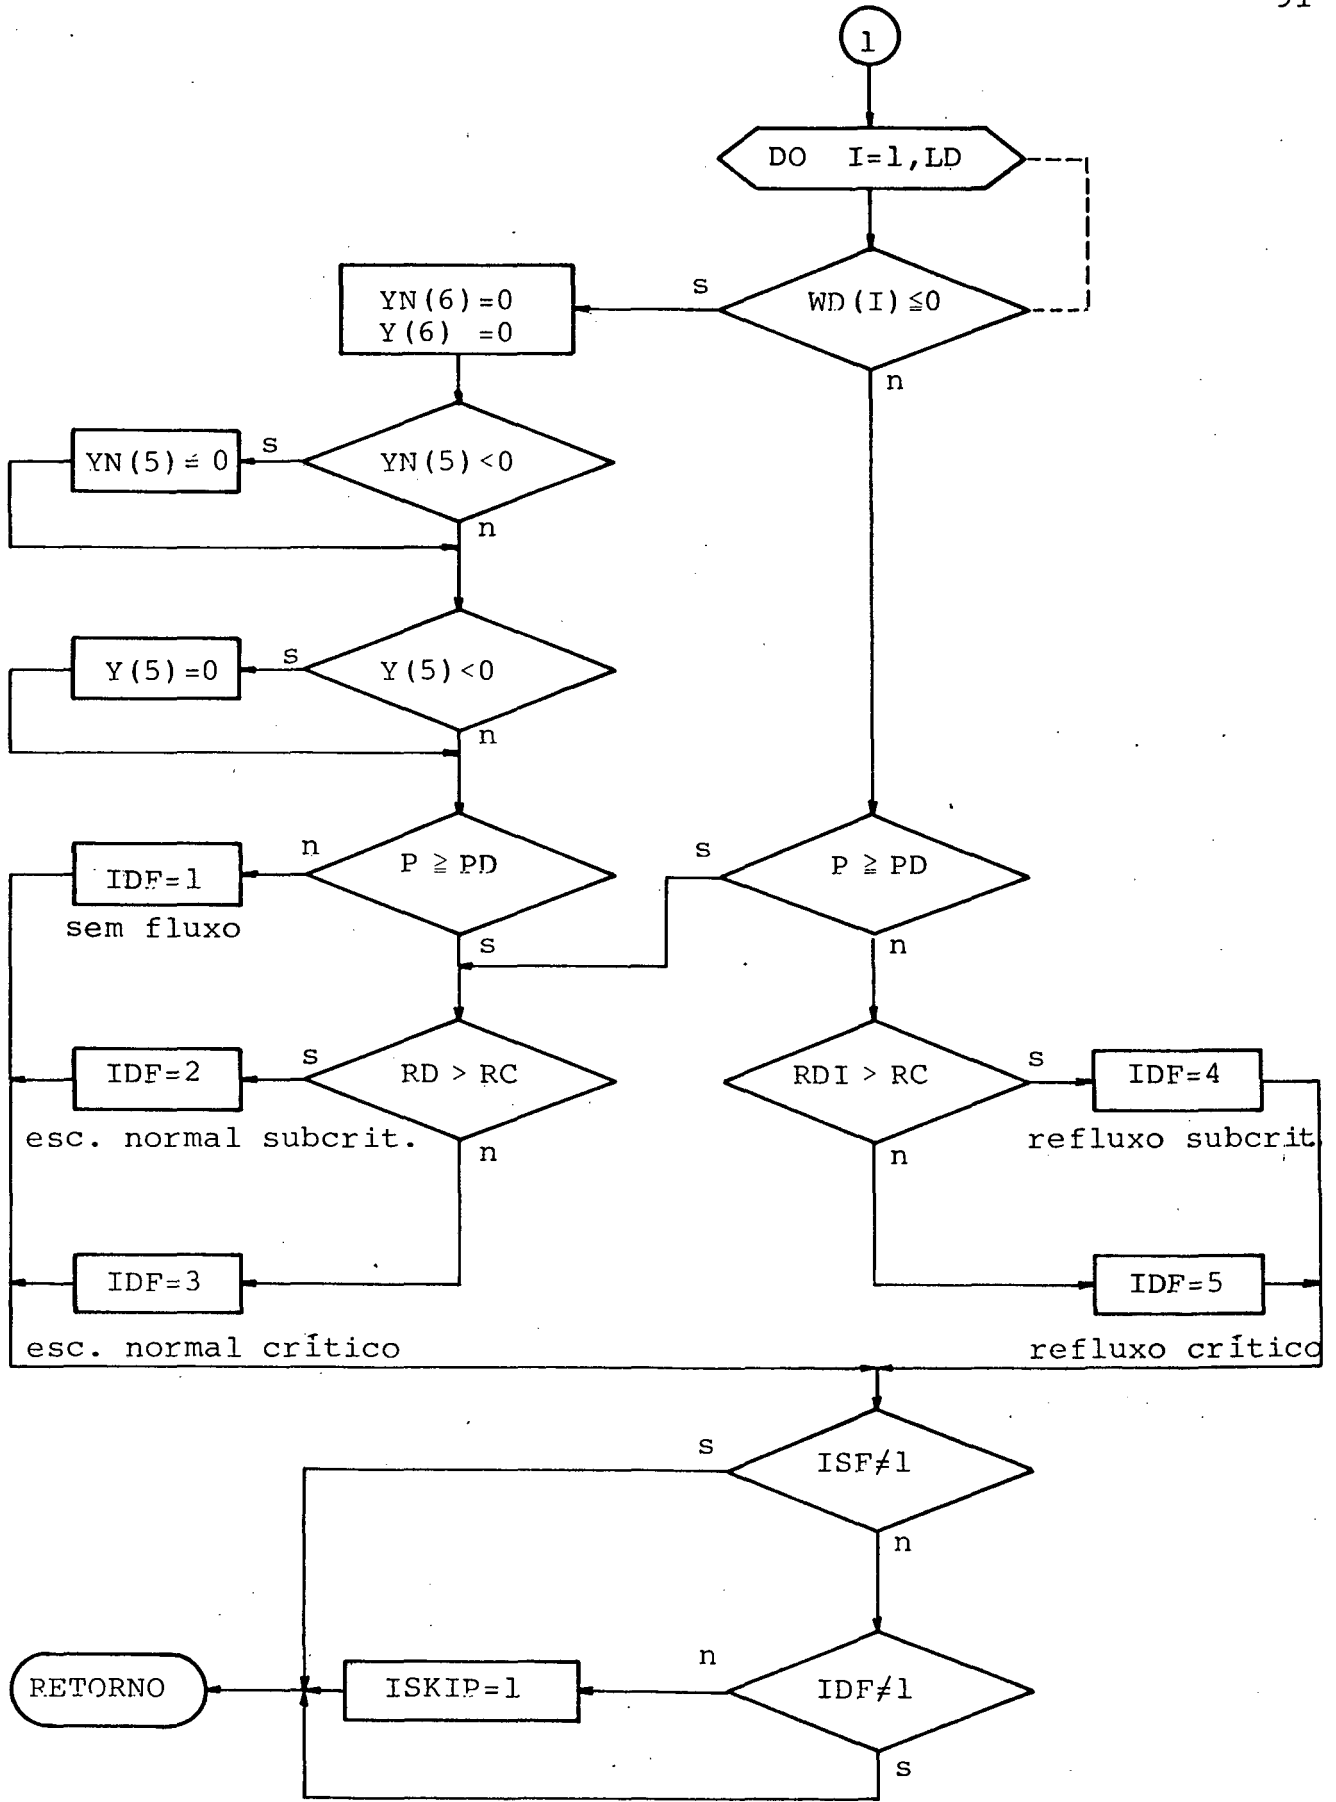 91
1
DO I=1,LD
s
WD(I)≦0
n
YN(6)=0
Y(6) =0
s
YN(5)≦0
YN(5)<0
n
s
Y(5)=0
Y(5)<0
n
n
IDF=1
P ≧ PD
s
P ≧ PD
sem fluxo
s
n
s
IDF=2
RD > RC
RDI > RC
s
IDF=4
esc. normal subcrit.
n
n
refluxo subcrit.
IDF=3
IDF=5
esc. normal crítico
refluxo crítico
s
ISF≠1
n
n
RETORNO
ISKIP=1
IDF≠1
s